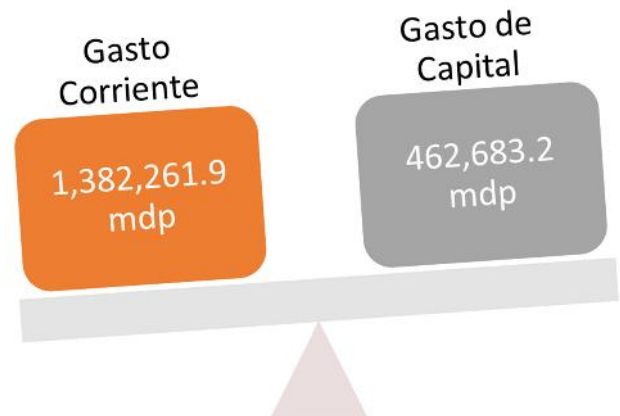 Gasto
Corriente
1,382,261.9
mdp
Gasto de
Capital
462,683.2
mdp